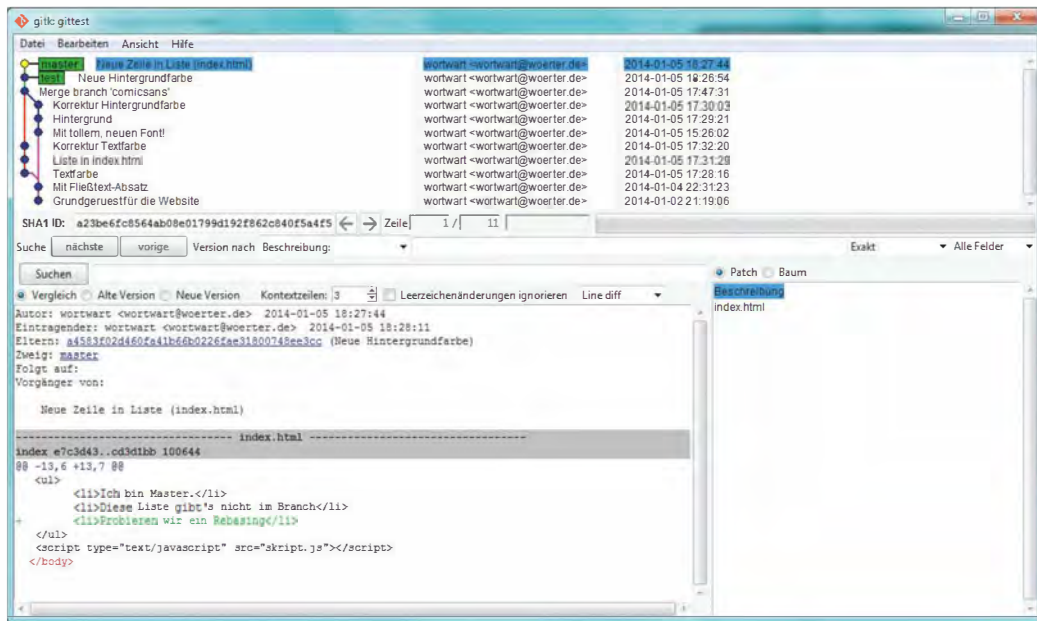 gitk: gittest
Datei Bearbeiten Ansicht Hilfe
master Neue Zeile in Liste (index.html) wortwart <wortwart@woerter.de> 2014-01-05 18:27:44
test Neue Hintergrundfarbe wortwart <wortwart@woerter.de> 2014-01-05 18:26:54
Merge branch 'comicsans' wortwart <wortwart@woerter.de> 2014-01-05 17:47:31
Korrektur Hintergrundfarbe wortwart <wortwart@woerter.de> 2014-01-05 17:30:03
Hintergrund wortwart <wortwart@woerter.de> 2014-01-05 17:29:21
Mit tollem, neuen Font! wortwart <wortwart@woerter.de> 2014-01-05 15:26:02
Korrektur Textfarbe wortwart <wortwart@woerter.de> 2014-01-05 17:32:20
Liste in index.html wortwart <wortwart@woerter.de> 2014-01-05 17:31:29
Textfarbe wortwart <wortwart@woerter.de> 2014-01-05 17:28:16
Mit Fließtext-Absatz wortwart <wortwart@woerter.de> 2014-01-04 22:31:23
Grundgeruest für die Website wortwart <wortwart@woerter.de> 2014-01-02 21:19:06
SHA1 ID: a23be6fc8564ab08e01799d192f862c840f5a4f5 Zeile 1 / 11
Suche nächste vorige Version nach Beschreibung: Exakt Alle Felder
Suchen Patch Baum
Vergleich Alte Version Neue Version Kontextzeilen: 3 Leerzeichenänderungen ignorieren Line diff
Beschreibung
index.html
Autor: wortwart <wortwart@woerter.de> 2014-01-05 18:27:44
Eintragender: wortwart <wortwart@woerter.de> 2014-01-05 18:28:11
Eltern: a4583f02d460fa41b66b0226fae31800748ee3cc (Neue Hintergrundfarbe)
Zweig: master
Folgt auf:
Vorgänger von:
Neue Zeile in Liste (index.html)
--------------------------------- index.html ---------------------------------
index e7c3d43..cd3d1bb 100644
@@ -13,6 +13,7 @@
<ul>
<li>Ich bin Master.</li>
<li>Diese Liste gibt's nicht im Branch</li>
+ <li>Probieren wir ein Rebasing</li>
</ul>
<script type="text/javascript" src="skript.js"></script>
</body>